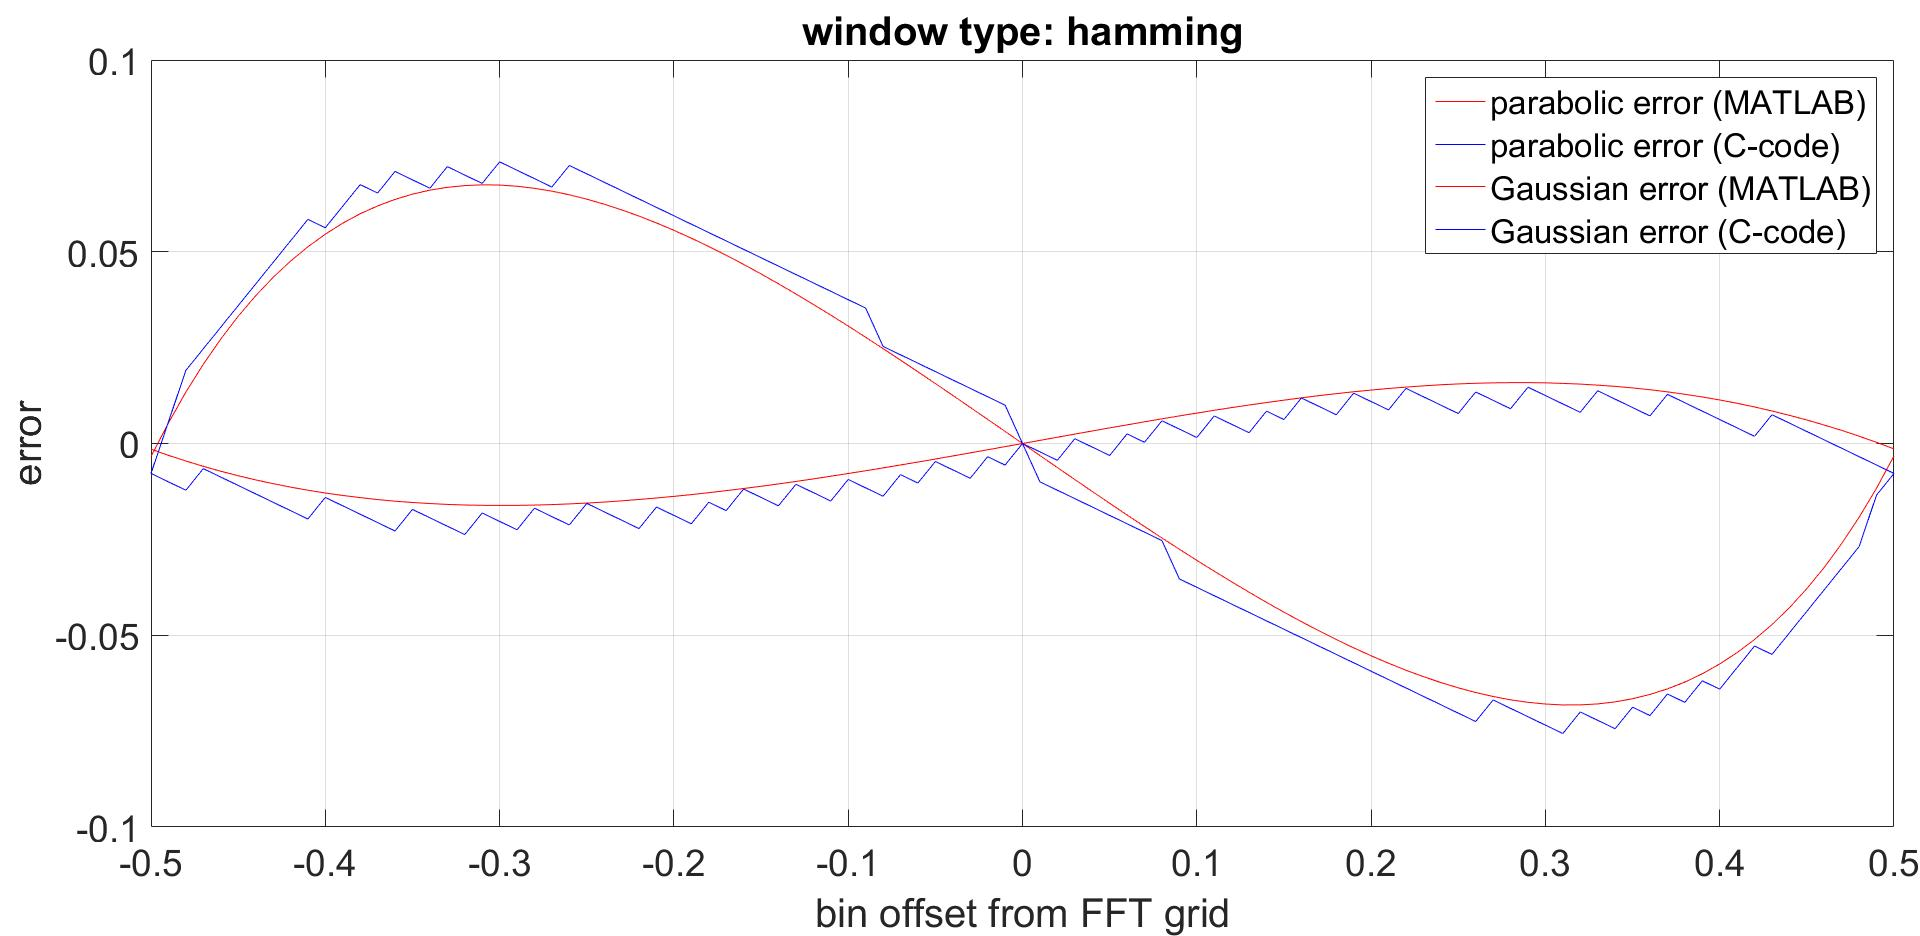 window type: hamming
parabolic error (MATLAB)
parabolic error (C-code)
Gaussian error (MATLAB)
Gaussian error (C-code)
0.1
0.05
0
-0.05
-0.1
error
-0.5 -0.4 -0.3 -0.2 -0.1 0 0.1 0.2 0.3 0.4 0.5
bin offset from FFT grid